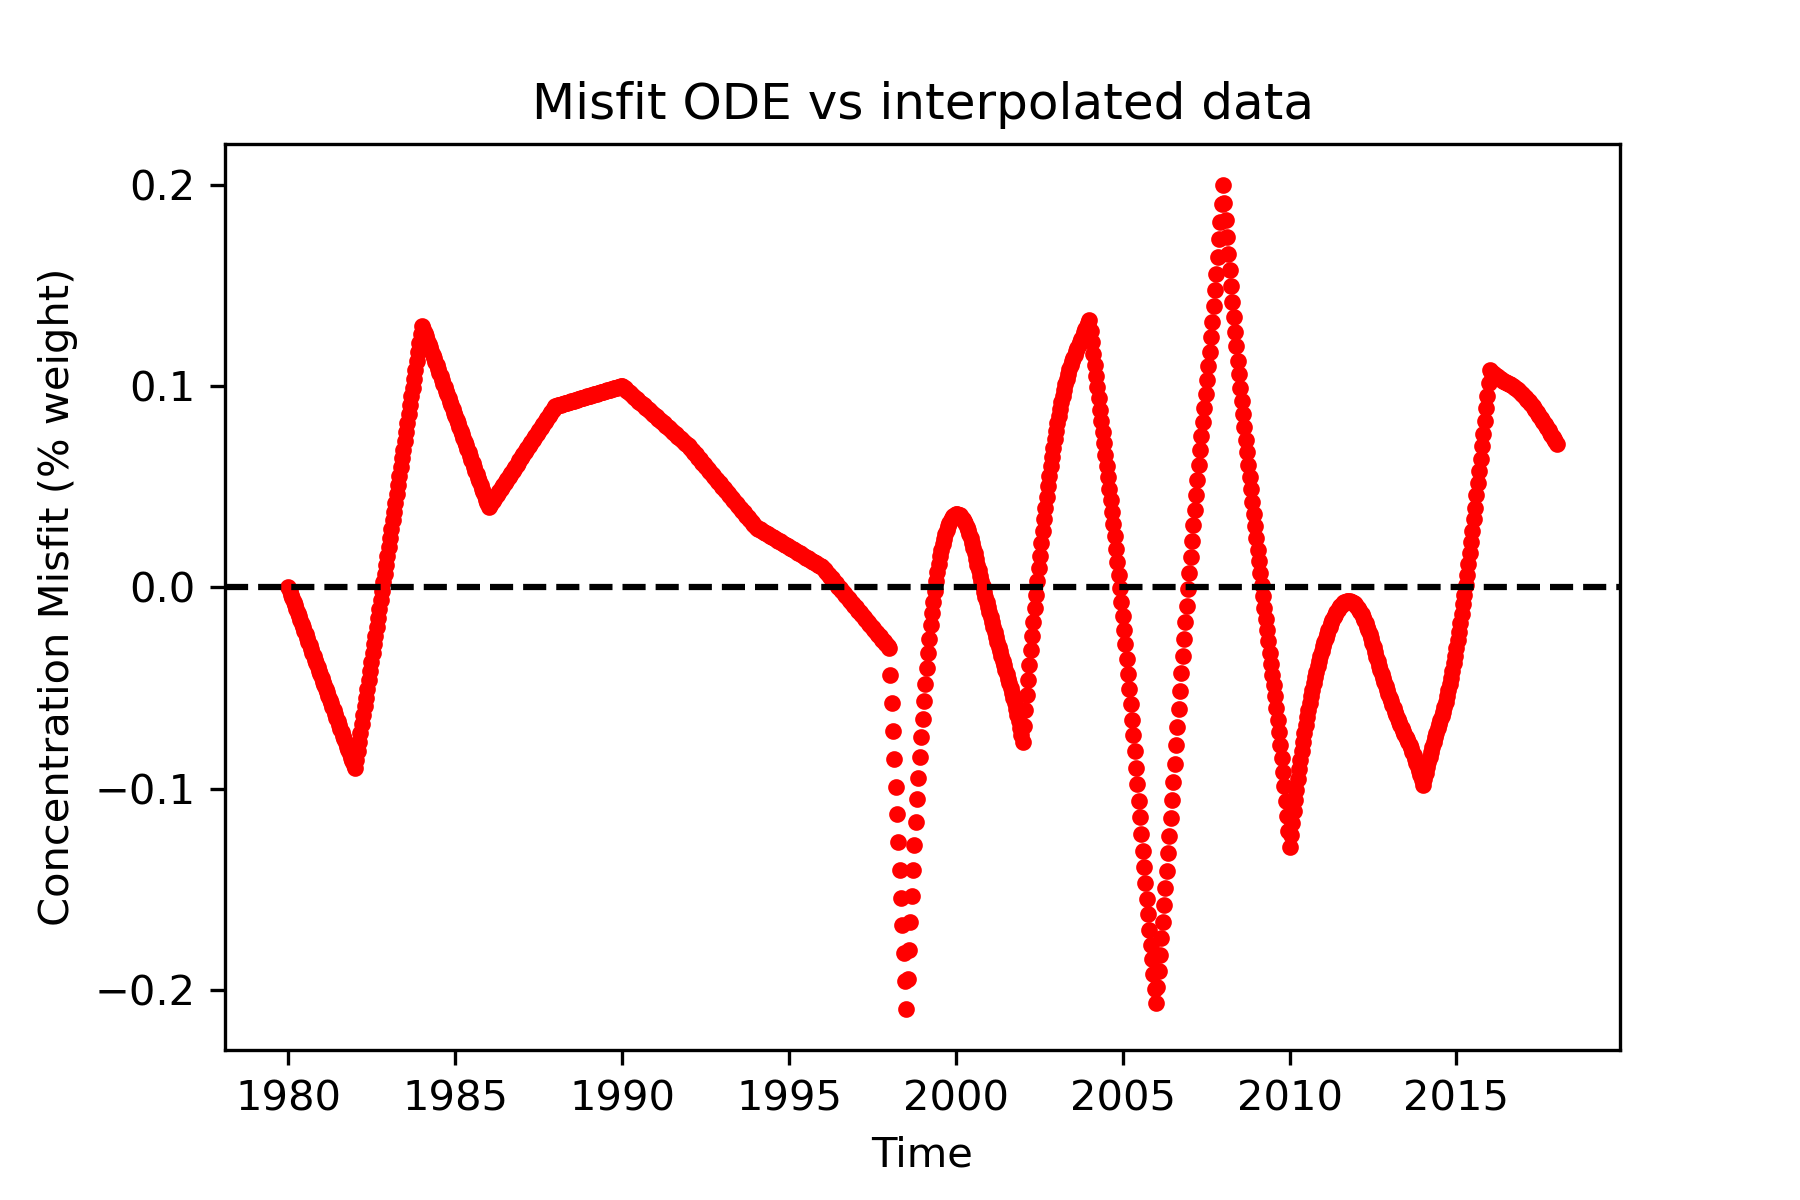 Misfit ODE vs interpolated data
Concentration Misfit (% weight)
0.2
0.1
0.0
−0.1
−0.2
1980 1985 1990 1995 2000 2005 2010 2015
Time